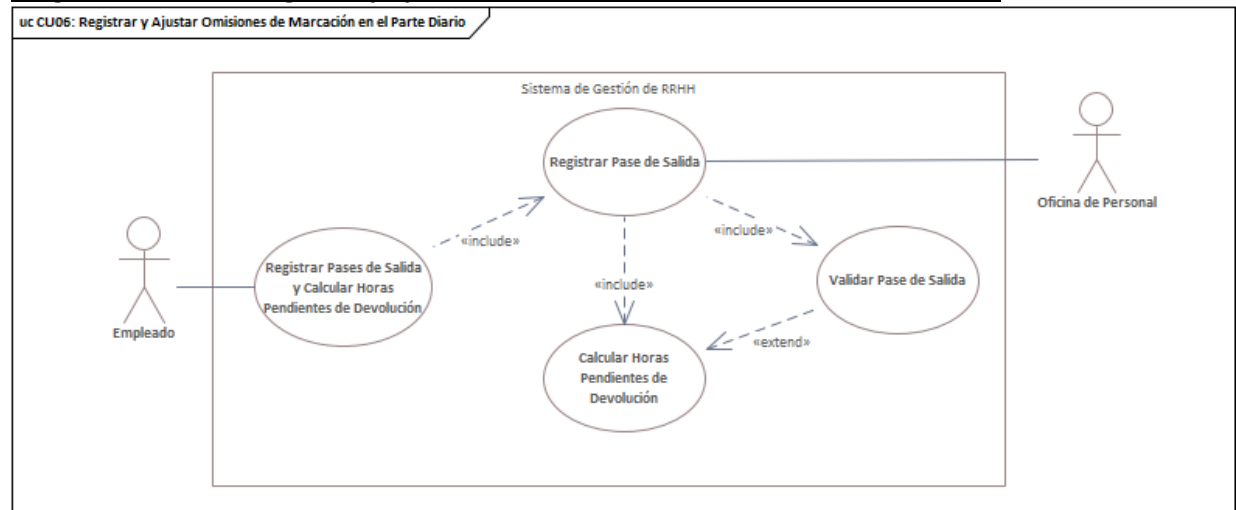 uc CU06: Registrar y Ajustar Omisiones de Marcación en el Parte Diario
Sistema de Gestión de RRHH
Registrar Pase de Salida
Oficina de Personal
«include»
«include»
Registrar Pases de Salida
y Calcular Horas
Pendientes de Devolución
Validar Pase de Salida
«include»
Empleado
«extend»
Calcular Horas
Pendientes de
Devolución